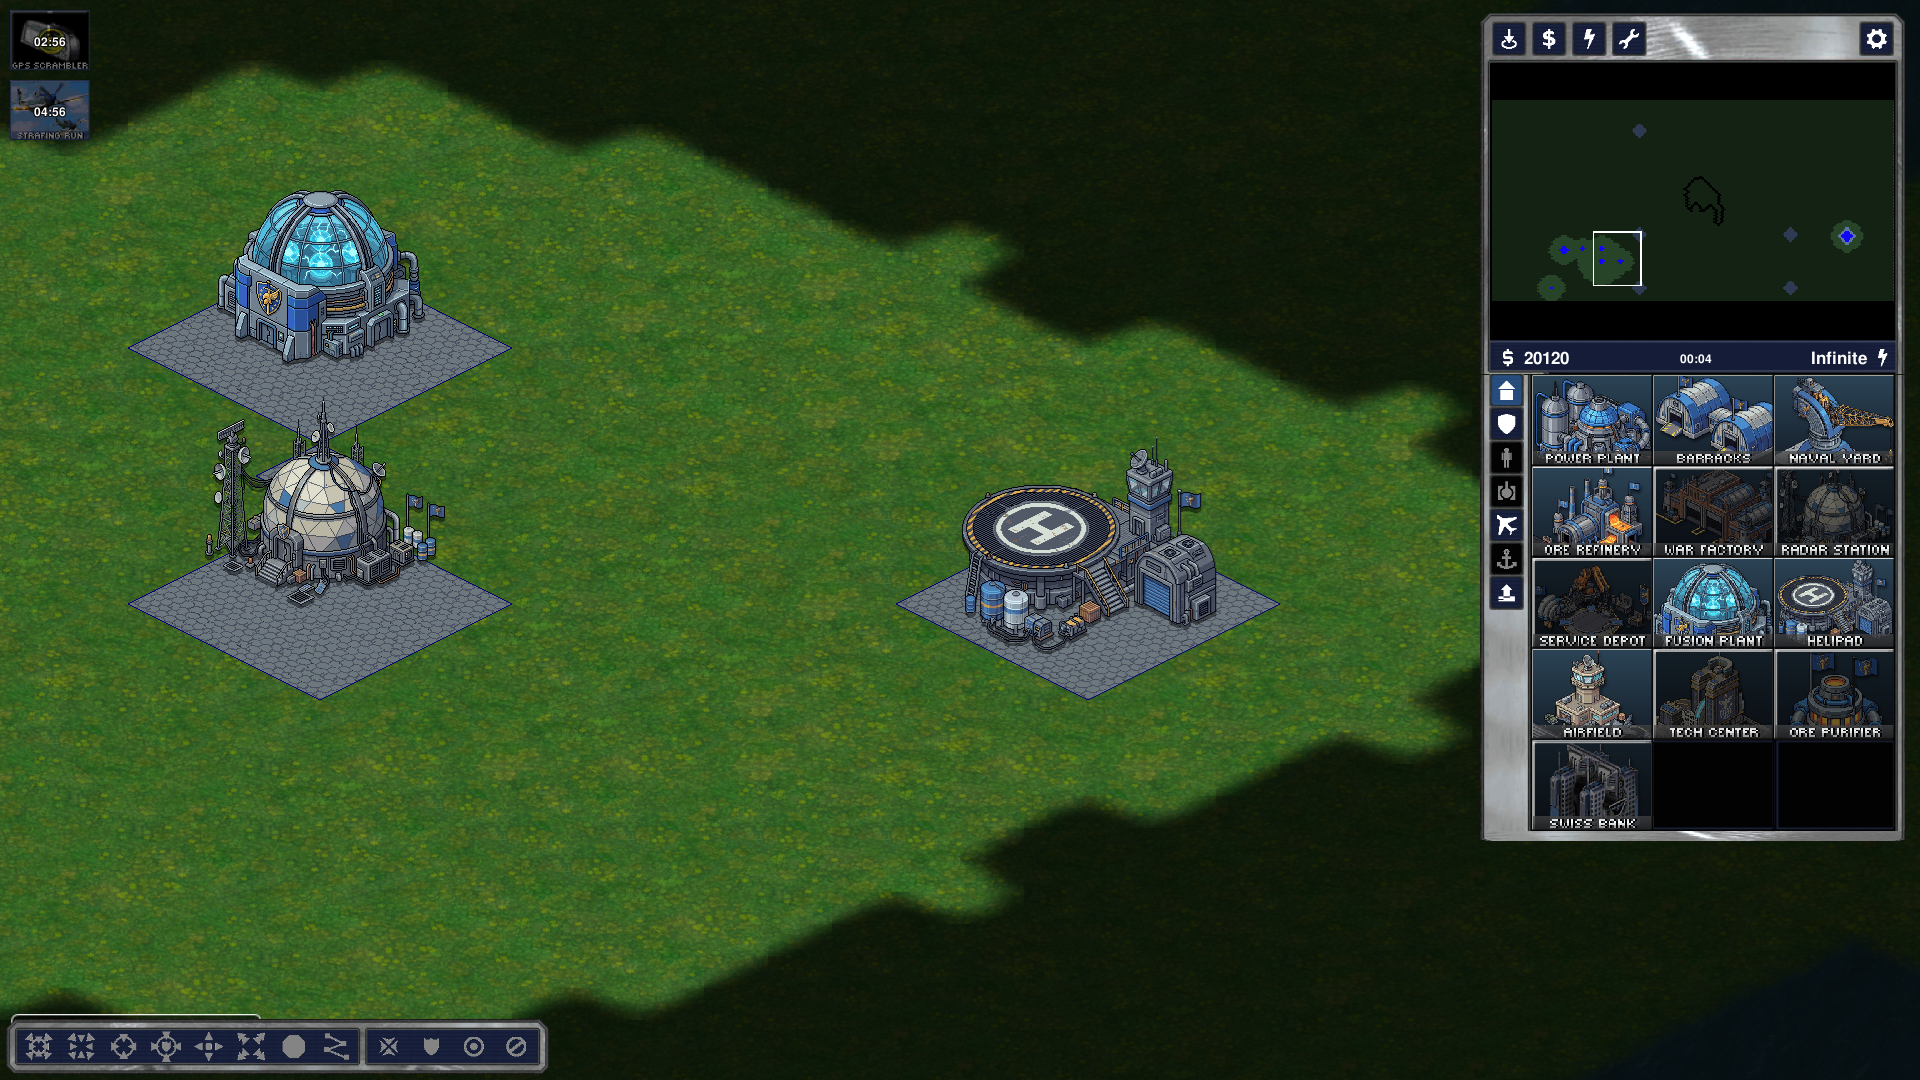 02:56
GPS SCRAMBLER
04:56
STRAFING RUN
$ 20120
00:04
Infinite
POWER PLANT
BARRACKS
NAVAL YARD
ORE REFINERY
WAR FACTORY
RADAR STATION
SERVICE DEPOT
FUSION PLANT
HELIPAD
AIRFIELD
TECH CENTER
ORE PURIFIER
SWISS BANK
H